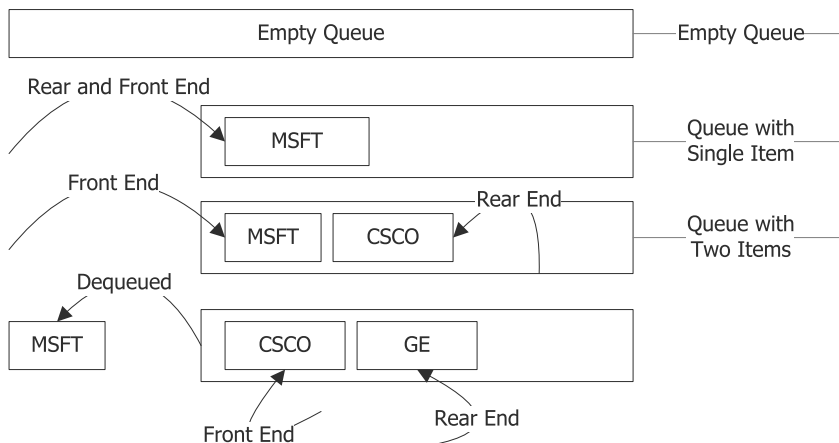 Empty Queue
Empty Queue
Rear and Front End
MSFT
Queue with
Single Item
Front End
Rear End
MSFT
CSCO
Queue with
Two Items
Dequeued
MSFT
CSCO
GE
Front End
Rear End